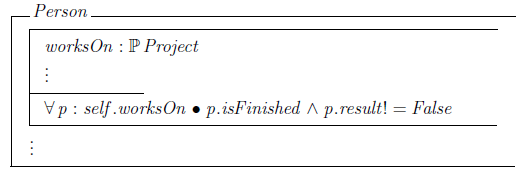 Person
worksOn : ℙ Project
⋮
∀ p : self.worksOn • p.isFinished ∧ p.result! = False
⋮